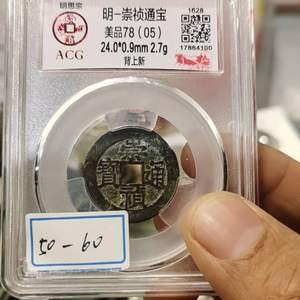 明思宗
ACG
明-崇祯通宝
美品78（05）
24.0*0.9mm 2.7g
背上新
1628
17864100
崇
寶 通
禎
50-60